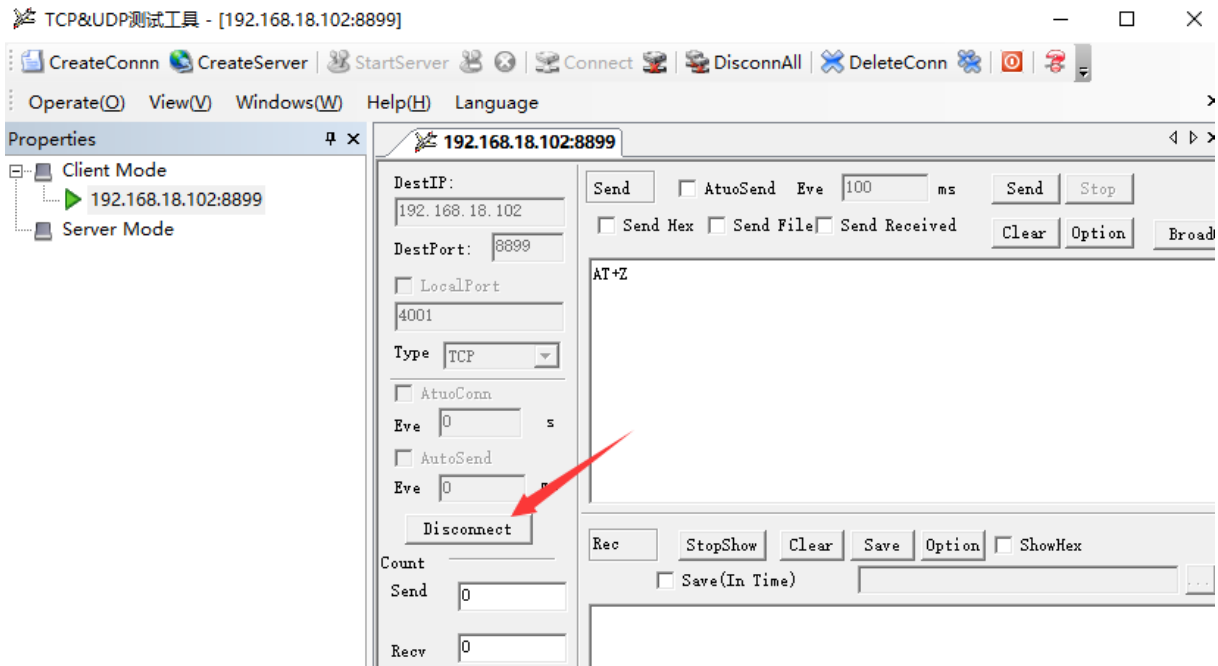 TCP&UDP测试工具 - [192.168.18.102:8899]
CreateConnn CreateServer StartServer Connect DisconnAll DeleteConn
Operate(O) View(V) Windows(W) Help(H) Language
Properties
192.168.18.102:8899
Client Mode
192.168.18.102:8899
Server Mode
DestIP:
192.168.18.102
DestPort: 8899
LocalPort
4001
Type TCP
AtuoConn
Eve 0 s
AutoSend
Eve 0
Disconnect
Count
Send 0
Recv 0
Send AtuoSend Eve 100 ms Send Stop
Send Hex Send File Send Received Clear Option
AT+Z
Rec StopShow Clear Save Option ShowHex
Save(In Time) ...